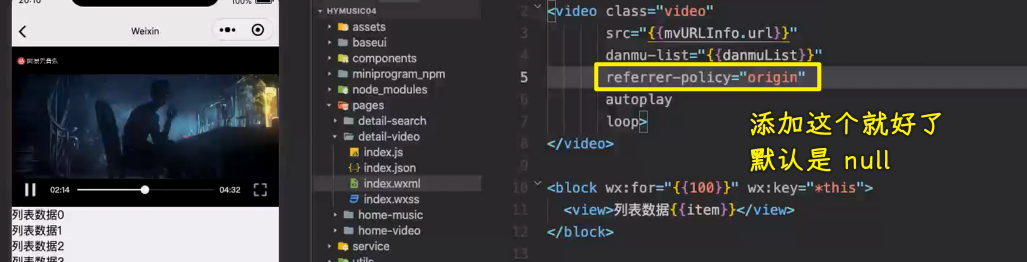 Weixin
100%
网易云音乐
02:14
04:32
列表数据0
列表数据1
列表数据2
HYMUSIC04
assets
baseui
components
miniprogram_npm
node_modules
pages
detail-search
detail-video
index.js
index.json
index.wxml
index.wxss
home-music
home-video
service
utils
2 <video class="video"
3 src="{{mvURLInfo.url}}"
4 danmu-list="{{danmuList}}"
5 referrer-policy="origin"
6 autoplay
7 loop>
8 </video>
9
10 <block wx:for="{{100}}" wx:key="*this">
11 <view>列表数据{{item}}</view>
12 </block>
13
添加这个就好了
默认是 null